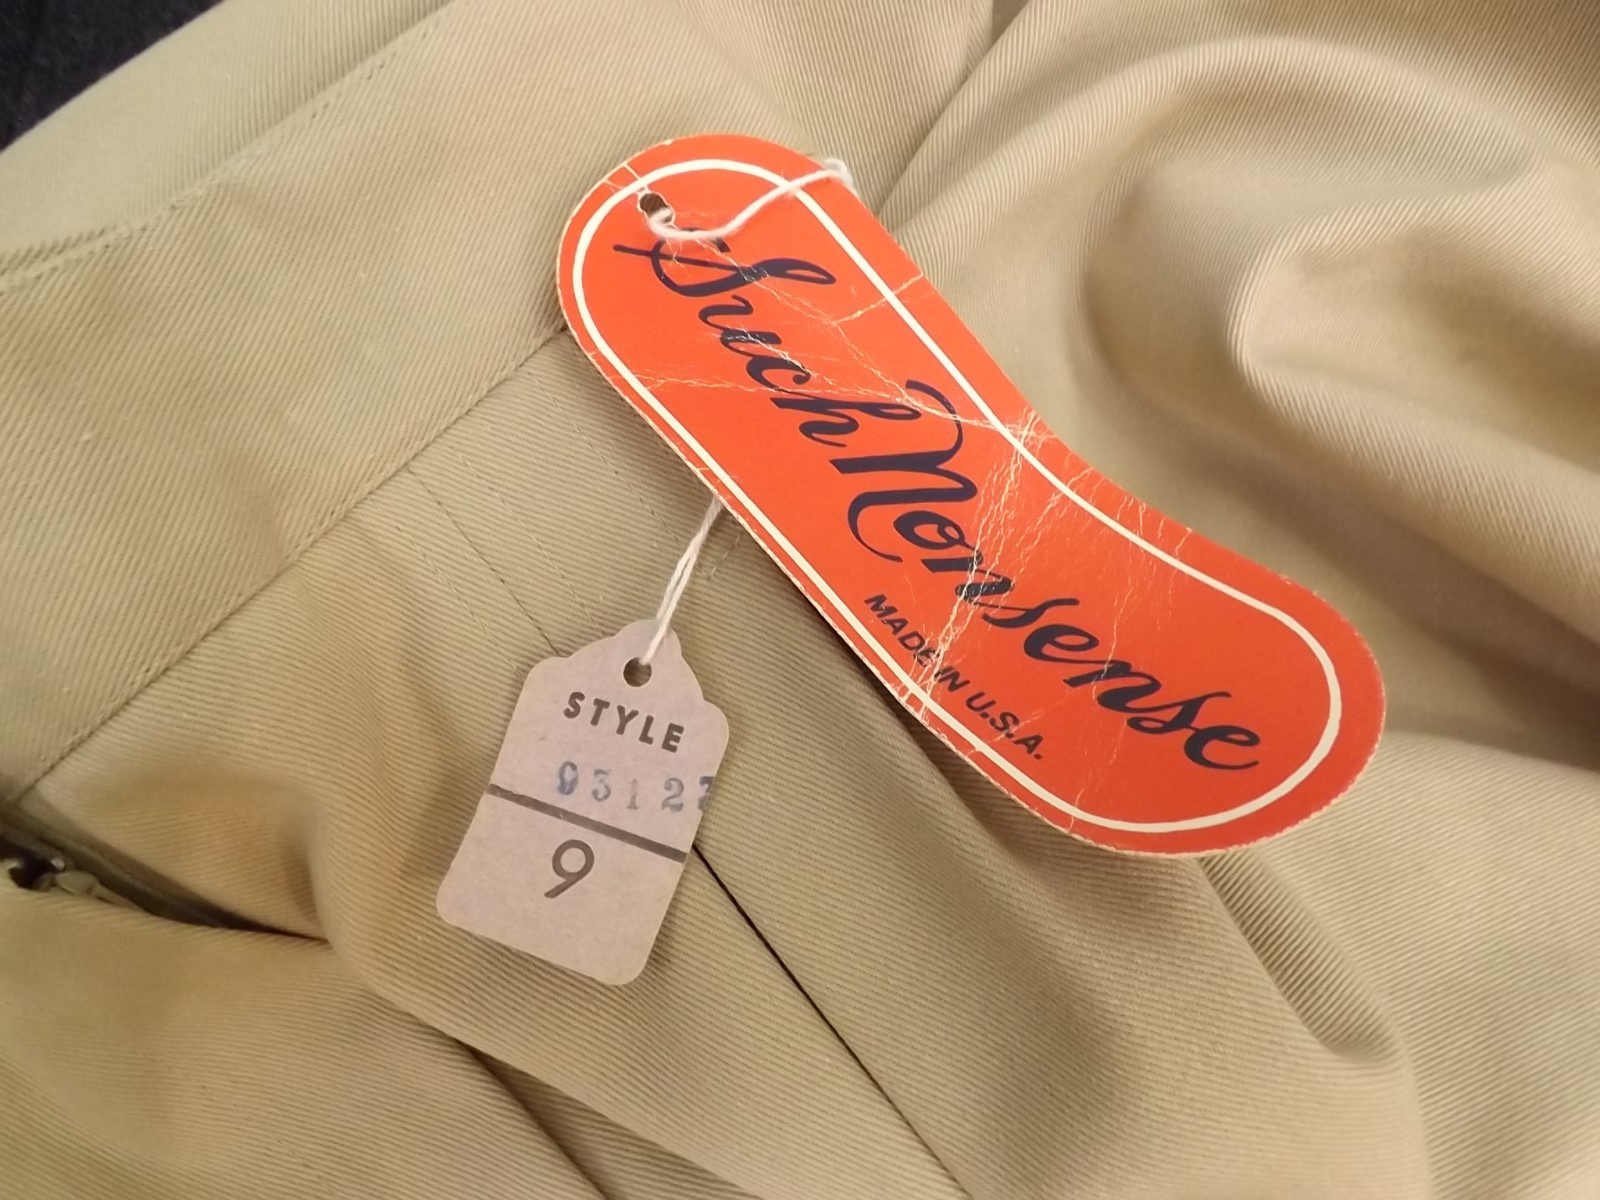 Such Nonsense
MADE IN U.S.A.
STYLE
9